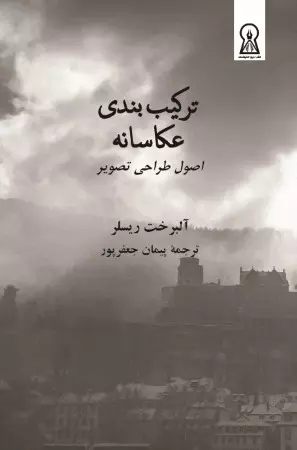 ترکیب بندی
عکاسانه
اصول طراحی تصویر
آلبرخت ریسلر
ترجمهٔ پیمان جعفرپور